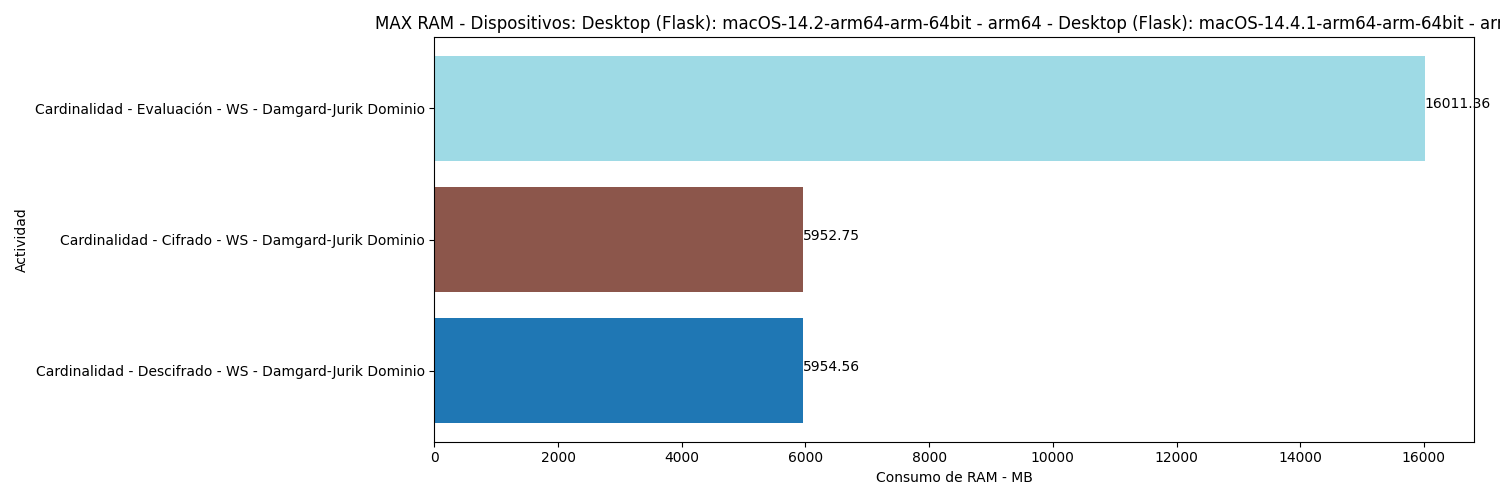 MAX RAM - Dispositivos: Desktop (Flask): macOS-14.2-arm64-arm-64bit - arm64 - Desktop (Flask): macOS-14.4.1-arm64-arm-64bit -
Cardinalidad - Evaluación - WS - Damgard-Jurik Dominio
16011.36
Cardinalidad - Cifrado - WS - Damgard-Jurik Dominio
5952.75
Cardinalidad - Descifrado - WS - Damgard-Jurik Dominio
5954.56
Actividad
0 2000 4000 6000 8000 10000 12000 14000 16000
Consumo de RAM - MB